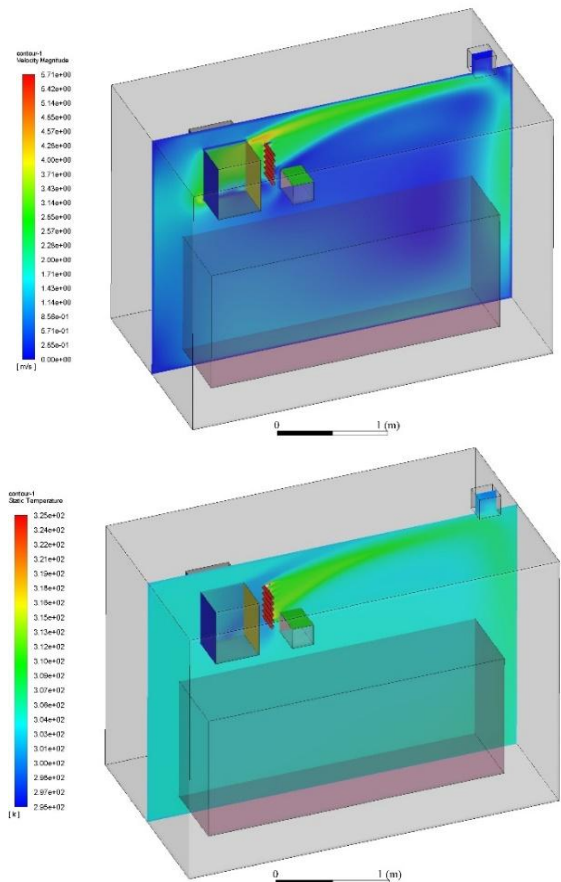 contour-1
Velocity Magnitude
5.71e+00
5.42e+00
5.14e+00
4.85e+00
4.57e+00
4.28e+00
4.00e+00
3.71e+00
3.43e+00
3.14e+00
2.85e+00
2.57e+00
2.28e+00
2.00e+00
1.71e+00
1.43e+00
1.14e+00
8.56e-01
5.71e-01
2.85e-01
0.00e+00
[ m/s ]
0 1 (m)
contour-1
Static Temperature
3.25e+02
3.24e+02
3.22e+02
3.20e+02
3.19e+02
3.18e+02
3.16e+02
3.15e+02
3.13e+02
3.12e+02
3.10e+02
3.09e+02
3.07e+02
3.06e+02
3.04e+02
3.03e+02
3.01e+02
3.00e+02
2.98e+02
2.97e+02
2.95e+02
[ k ]
0 1 (m)